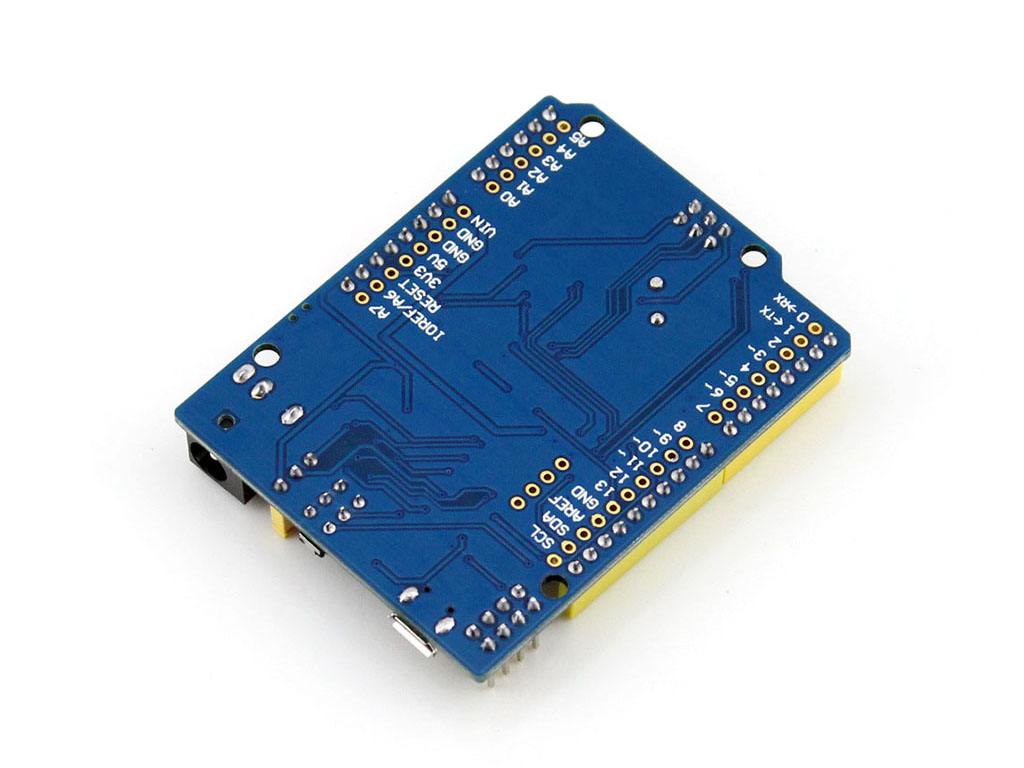 A5
A4
A3
A2
A1
A0
VIN
GND
GND
5V
3V3
RESET
IOREF/A6
A7
0→RX
1←TX
2
3~
4
5~
6~
7
8
9~
10~
11~
12
13
GND
AREF
SDA
SCL